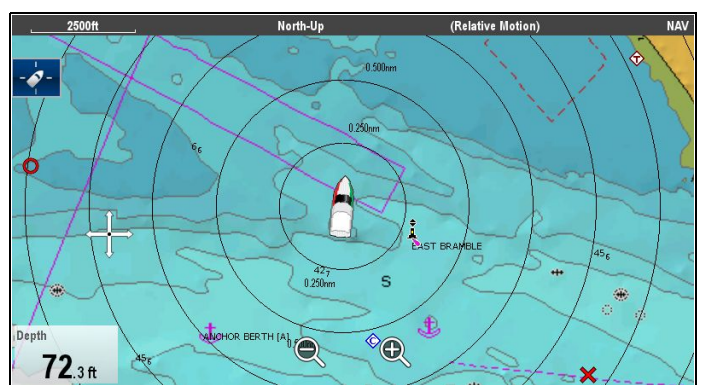 2500ft North-Up (Relative Motion) NAV
T
0.500nm
0.250nm
6₆
EAST BRAMBLE
45₆
42₇
0.250nm
S
ANCHOR BERTH [A]
C
45₆
Depth
72.3 ft